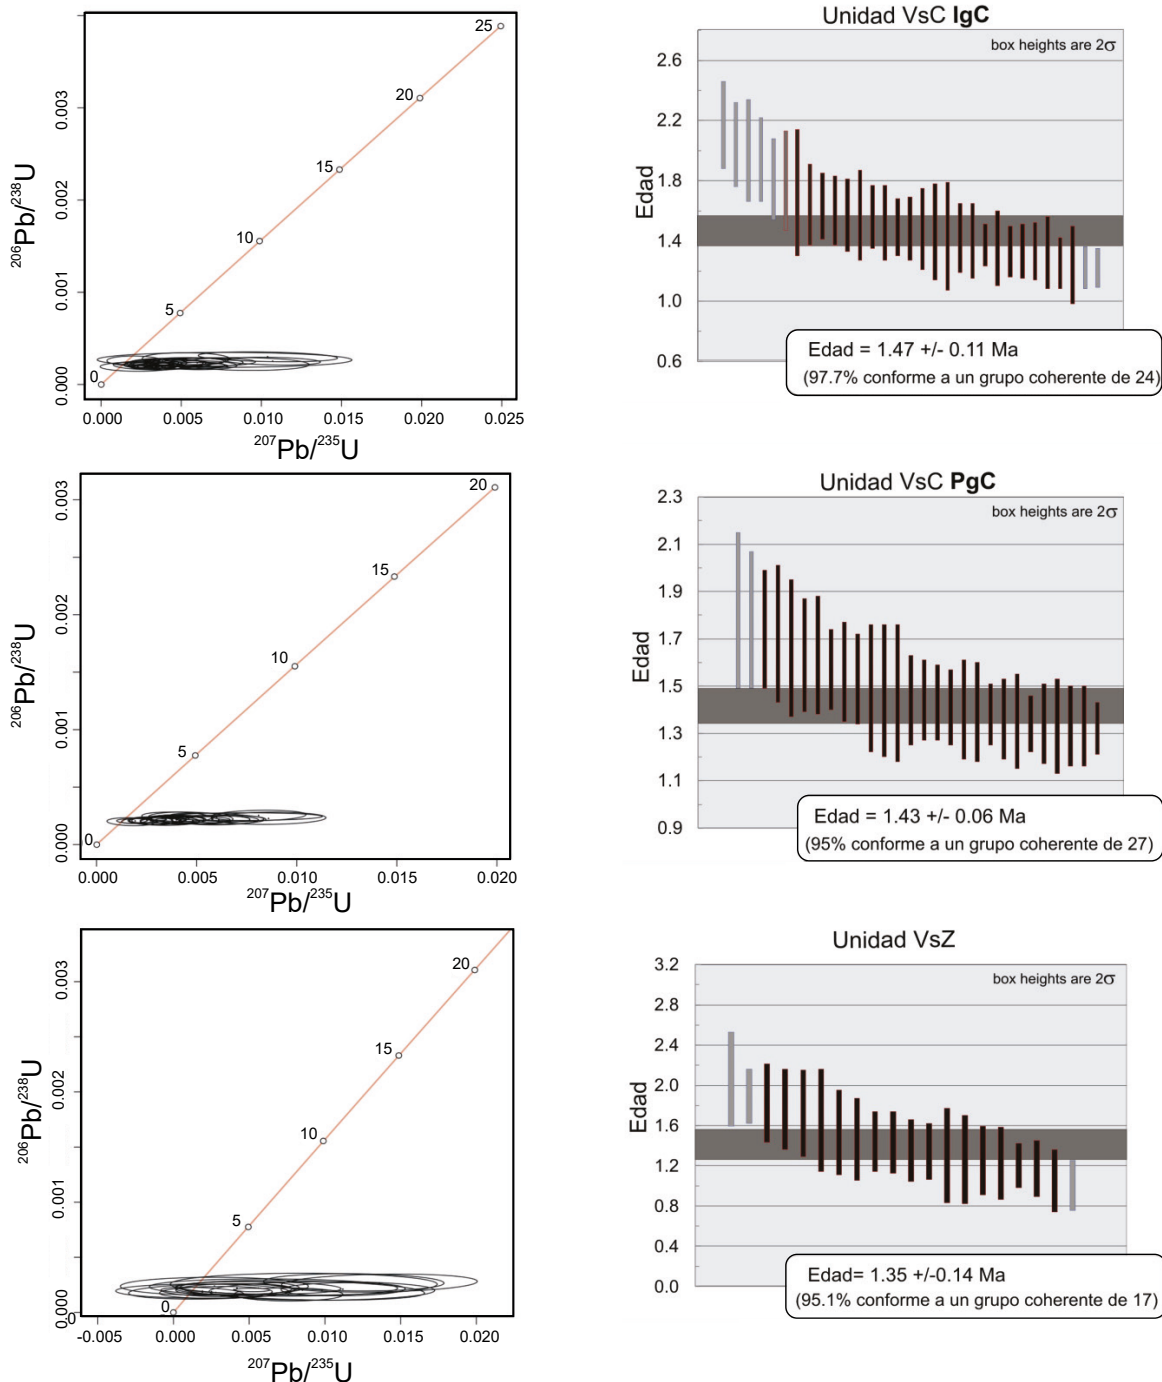 25
20
15
10
5
0
0.003
0.002
0.001
0.000
206Pb/238U
0.000 0.005 0.010 0.015 0.020 0.025
207Pb/235U
Unidad VsC IgC
box heights are 2σ
2.6
2.2
1.8
1.4
1.0
0.6
Edad
Edad = 1.47 +/- 0.11 Ma
(97.7% conforme a un grupo coherente de 24)
20
15
10
5
0
0.003
0.002
0.001
0.000
206Pb/238U
0.000 0.005 0.010 0.015 0.020
207Pb/235U
Unidad VsC PgC
box heights are 2σ
2.3
2.1
1.9
1.7
1.5
1.3
1.1
0.9
Edad
Edad = 1.43 +/- 0.06 Ma
(95% conforme a un grupo coherente de 27)
20
15
10
5
0
0.003
0.002
0.001
0.000
206Pb/238U
-0.005 0.000 0.005 0.010 0.015 0.020
207Pb/235U
Unidad VsZ
box heights are 2σ
3.2
2.8
2.4
2.0
1.6
1.2
0.8
0.4
0.0
Edad
Edad= 1.35 +/-0.14 Ma
(95.1% conforme a un grupo coherente de 17)